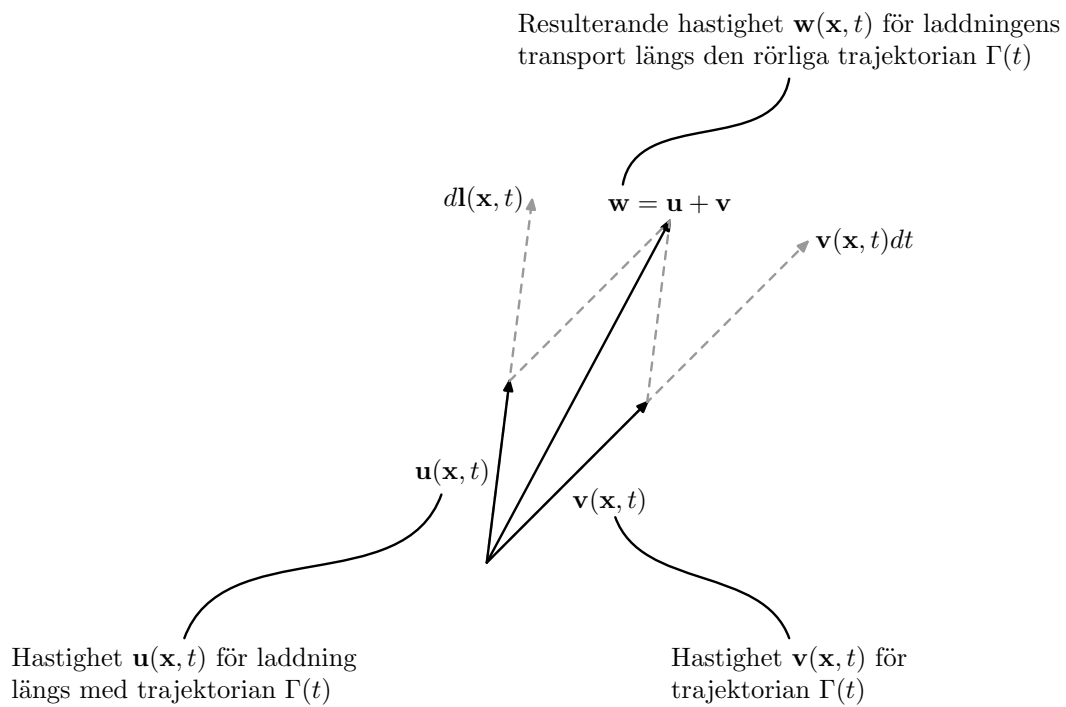 Resulterande hastighet w(x, t) för laddningens
transport längs den rörliga trajektorian Γ(t)
dl(x, t)
w = u + v
v(x, t)dt
u(x, t)
v(x, t)
Hastighet u(x, t) för laddning
längs med trajektorian Γ(t)
Hastighet v(x, t) för
trajektorian Γ(t)